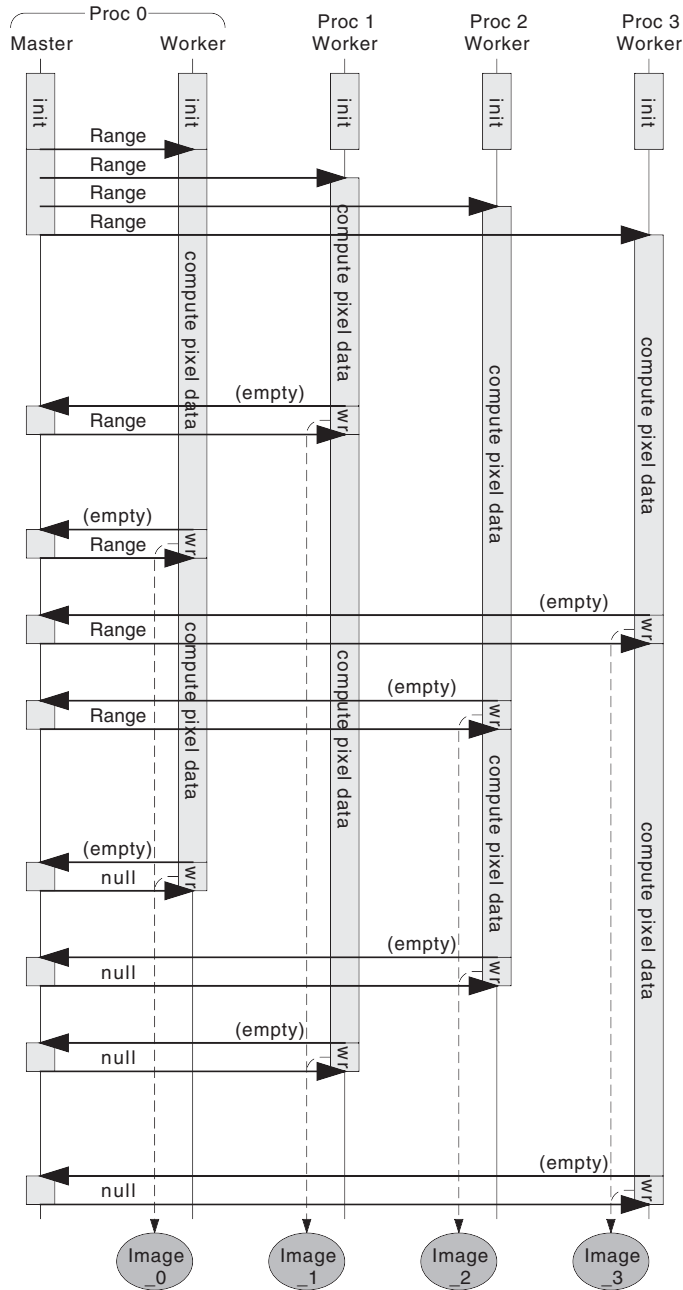 Proc 0
Master
Worker
Proc 1
Worker
Proc 2
Worker
Proc 3
Worker
init
init
init
init
init
Range
Range
Range
Range
compute pixel data
compute pixel data
compute pixel data
compute pixel data
(empty)
wr
Range
(empty)
wr
Range
(empty)
wr
Range
(empty)
wr
Range
compute pixel data
compute pixel data
compute pixel data
compute pixel data
(empty)
wr
null
(empty)
wr
null
(empty)
wr
null
(empty)
wr
null
Image
_0
Image
_1
Image
_2
Image
_3